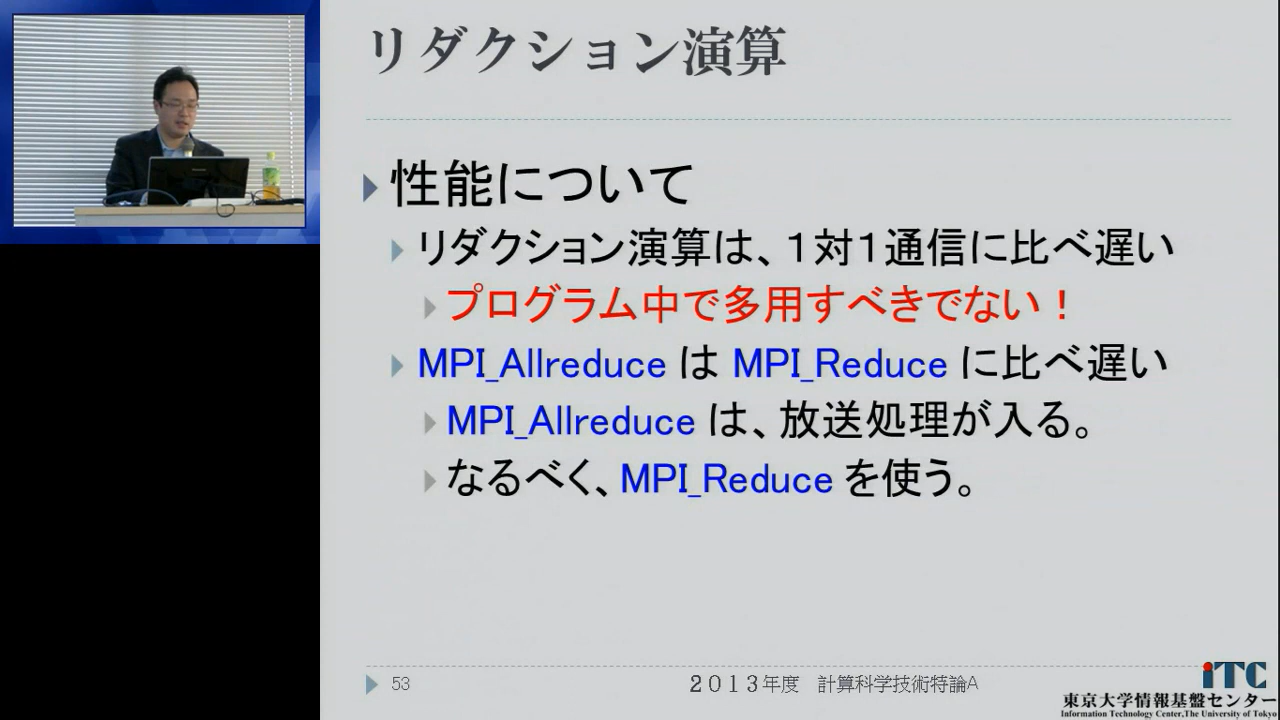 リダクション演算
性能について
リダクション演算は、1対1通信に比べ遅い
プログラム中で多用すべきでない！
MPI_Allreduce は MPI_Reduce に比べ遅い
MPI_Allreduce は、放送処理が入る。
なるべく、MPI_Reduce を使う。
53
2013年度 計算科学技術特論A
iTC
東京大学情報基盤センター
Information Technology Center,The University of Tokyo